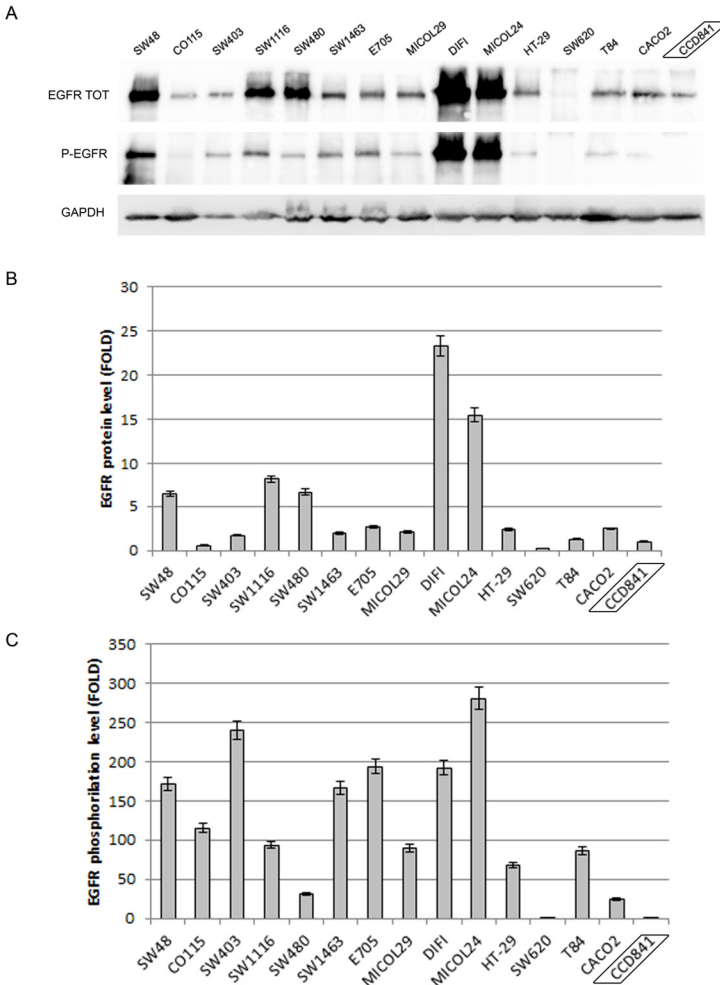 A
SW48 CO115 SW403 SW1116 SW480 SW1463 E705 MICOL29 DIFI MICOL24 HT-29 SW620 T84 CACO2 CCD841
EGFR TOT
P-EGFR
GAPDH
B
EGFR protein level (FOLD)
30
25
20
15
10
5
0
SW48 CO115 SW403 SW1116 SW480 SW1463 E705 MICOL29 DIFI MICOL24 HT-29 SW620 T84 CACO2 CCD841
C
EGFR phosphorilation level (FOLD)
350
300
250
200
150
100
50
0
SW48 CO115 SW403 SW1116 SW480 SW1463 E705 MICOL29 DIFI MICOL24 HT-29 SW620 T84 CACO2 CCD841